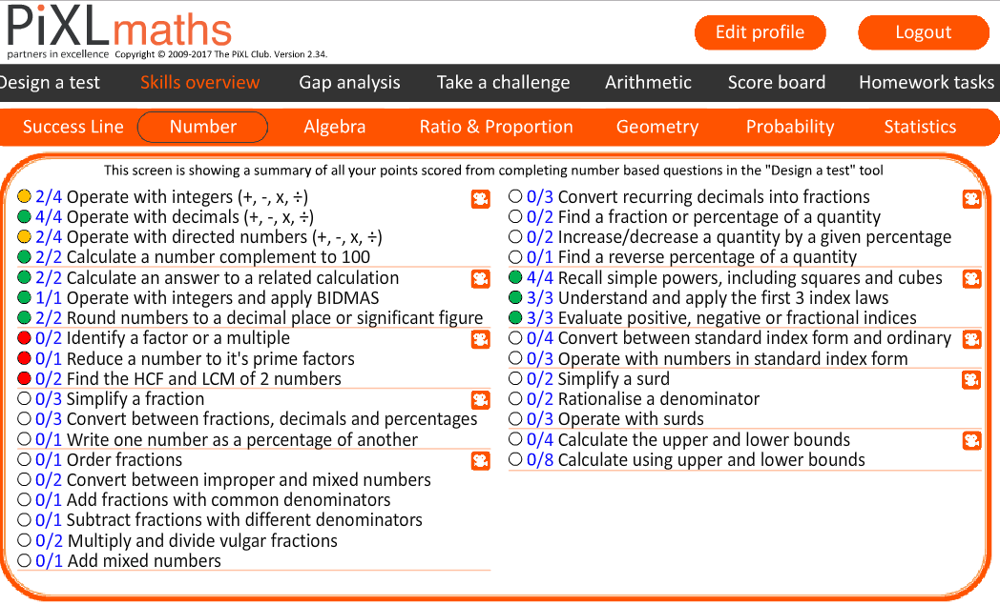 PiXLmaths
partners in excellence Copyright © 2009-2017 The PiXL Club. Version 2.34.
Edit profile
Logout
Design a test
Skills overview
Gap analysis
Take a challenge
Arithmetic
Score board
Homework tasks
Success Line
Number
Algebra
Ratio & Proportion
Geometry
Probability
Statistics
This screen is showing a summary of all your points scored from completing number based questions in the "Design a test" tool
2/4 Operate with integers (+, -, x, ÷)
4/4 Operate with decimals (+, -, x, ÷)
2/4 Operate with directed numbers (+, -, x, ÷)
2/2 Calculate a number complement to 100
2/2 Calculate an answer to a related calculation
1/1 Operate with integers and apply BIDMAS
2/2 Round numbers to a decimal place or significant figure
0/2 Identify a factor or a multiple
0/1 Reduce a number to it's prime factors
0/2 Find the HCF and LCM of 2 numbers
0/3 Simplify a fraction
0/3 Convert between fractions, decimals and percentages
0/1 Write one number as a percentage of another
0/1 Order fractions
0/2 Convert between improper and mixed numbers
0/1 Add fractions with common denominators
0/1 Subtract fractions with different denominators
0/2 Multiply and divide vulgar fractions
0/1 Add mixed numbers
0/3 Convert recurring decimals into fractions
0/2 Find a fraction or percentage of a quantity
0/2 Increase/decrease a quantity by a given percentage
0/1 Find a reverse percentage of a quantity
4/4 Recall simple powers, including squares and cubes
3/3 Understand and apply the first 3 index laws
3/3 Evaluate positive, negative or fractional indices
0/4 Convert between standard index form and ordinary
0/3 Operate with numbers in standard index form
0/2 Simplify a surd
0/2 Rationalise a denominator
0/3 Operate with surds
0/4 Calculate the upper and lower bounds
0/8 Calculate using upper and lower bounds